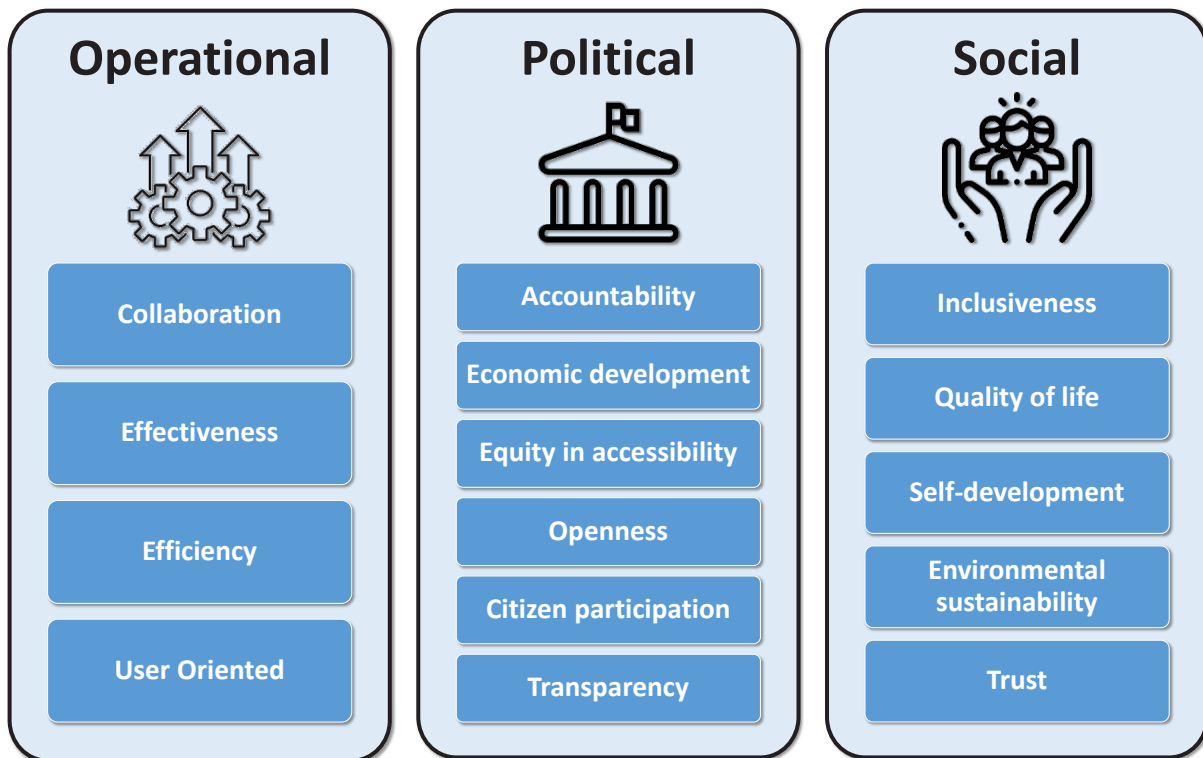 Operational
Collaboration
Effectiveness
Efficiency
User Oriented
Political
Accountability
Economic development
Equity in accessibility
Openness
Citizen participation
Transparency
Social
Inclusiveness
Quality of life
Self-development
Environmental
sustainability
Trust